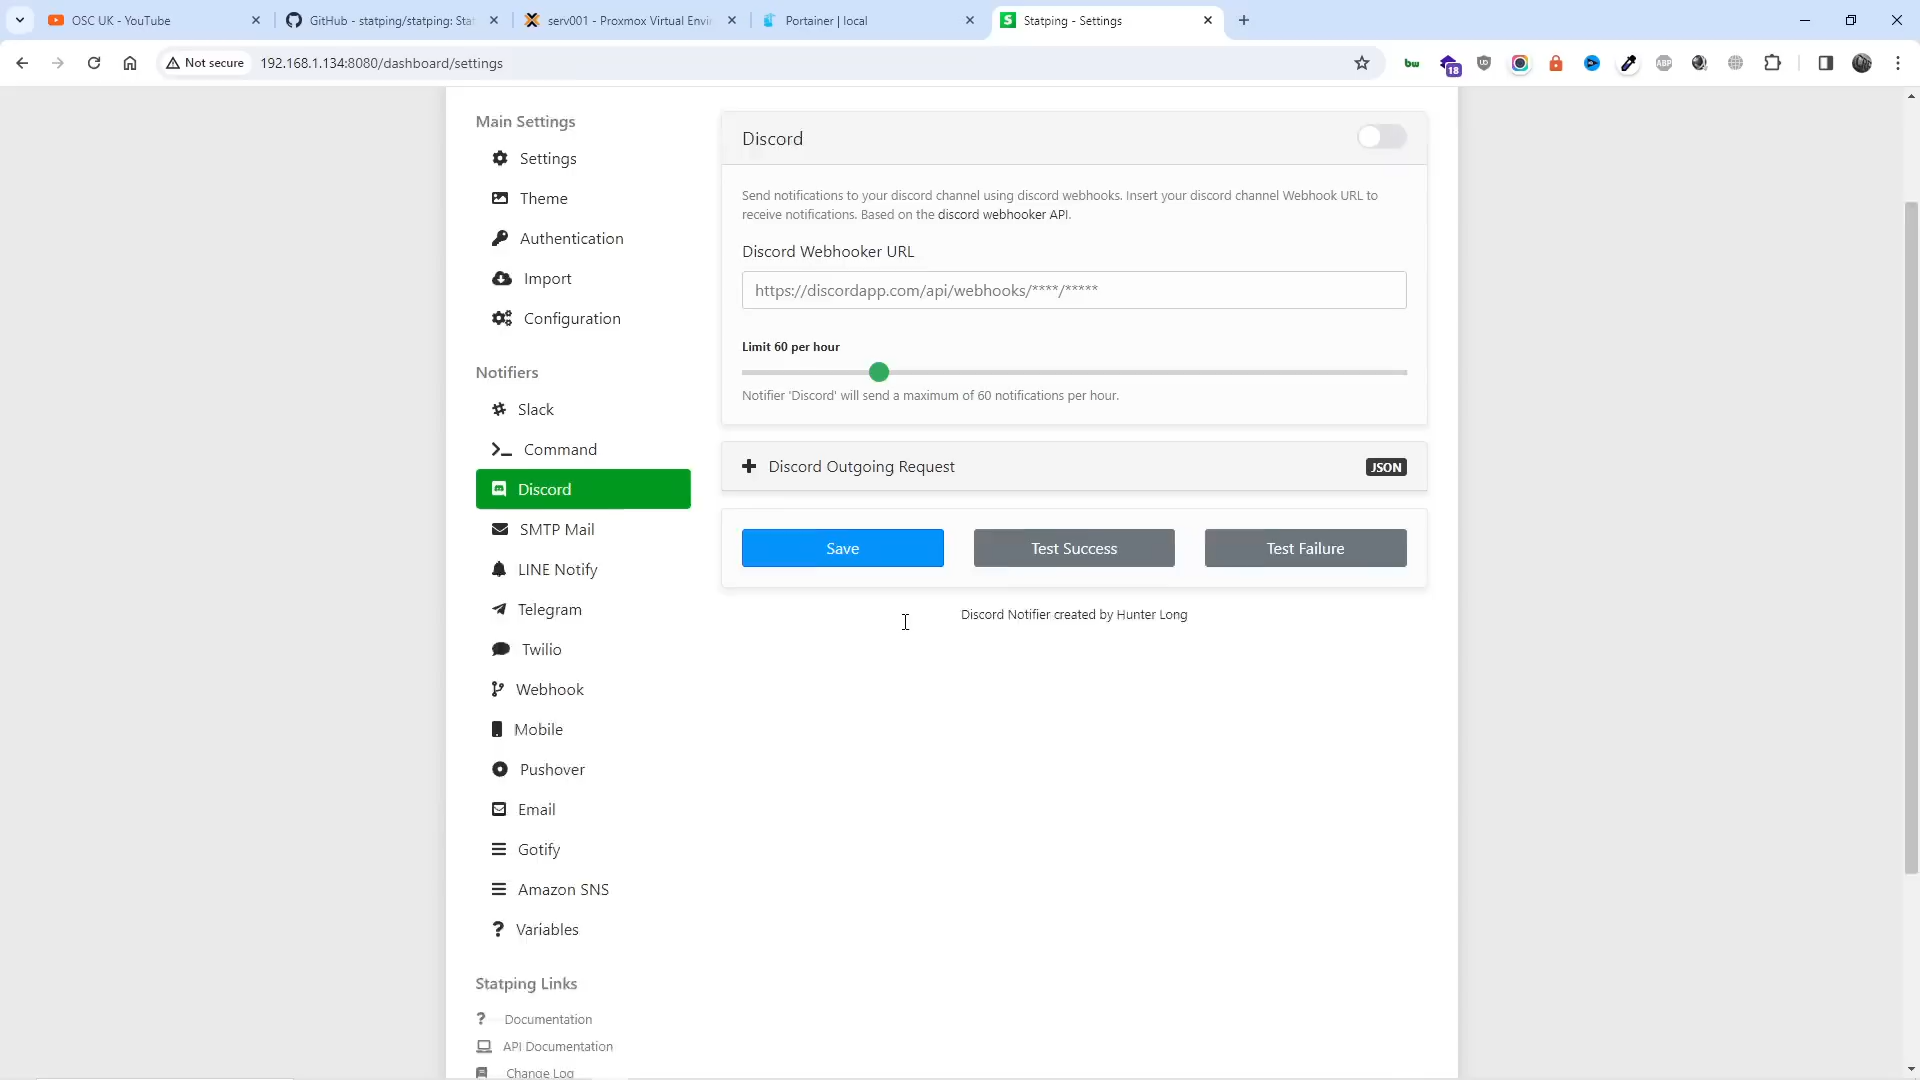 OSC UK - YouTube
GitHub - statping/statping: Sta
serv001 - Proxmox Virtual Envi
Portainer | local
Statping - Settings
Not secure
192.168.1.134:8080/dashboard/settings
bw
18
ABP
Main Settings
Settings
Theme
Authentication
Import
Configuration
Notifiers
Slack
Command
Discord
SMTP Mail
LINE Notify
Telegram
Twilio
Webhook
Mobile
Pushover
Email
Gotify
Amazon SNS
Variables
Statping Links
Documentation
API Documentation
Change Log
Discord
Send notifications to your discord channel using discord webhooks. Insert your discord channel Webhook URL to
receive notifications. Based on the discord webhooker API.
Discord Webhooker URL
https://discordapp.com/api/webhooks/****/*****
Limit 60 per hour
Notifier 'Discord' will send a maximum of 60 notifications per hour.
Discord Outgoing Request
JSON
Save
Test Success
Test Failure
Discord Notifier created by Hunter Long